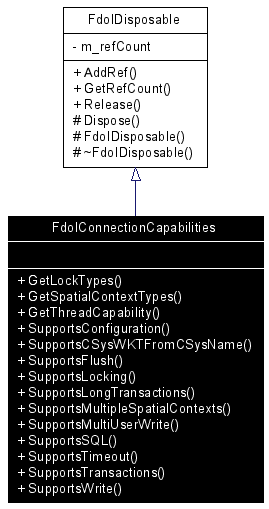 FdoIDisposable
- m_refCount
+ AddRef()
+ GetRefCount()
+ Release()
# Dispose()
# FdoIDisposable()
# ~FdoIDisposable()
FdoIConnectionCapabilities
+ GetLockTypes()
+ GetSpatialContextTypes()
+ GetThreadCapability()
+ SupportsConfiguration()
+ SupportsCSysWKTFromCSysName()
+ SupportsFlush()
+ SupportsLocking()
+ SupportsLongTransactions()
+ SupportsMultipleSpatialContexts()
+ SupportsMultiUserWrite()
+ SupportsSQL()
+ SupportsTimeout()
+ SupportsTransactions()
+ SupportsWrite()